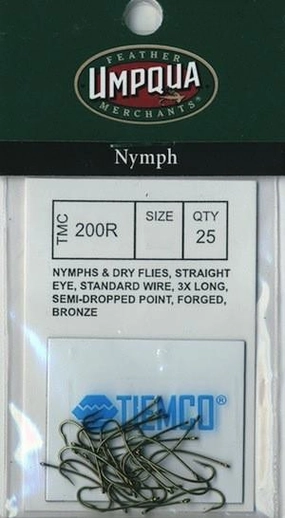 FEATHER
UMPQUA
MERCHANTS®
Nymph
TMC 200R SIZE QTY 25
NYMPHS & DRY FLIES, STRAIGHT
EYE, STANDARD WIRE, 3X LONG,
SEMI-DROPPED POINT, FORGED,
BRONZE
TIEMCO®